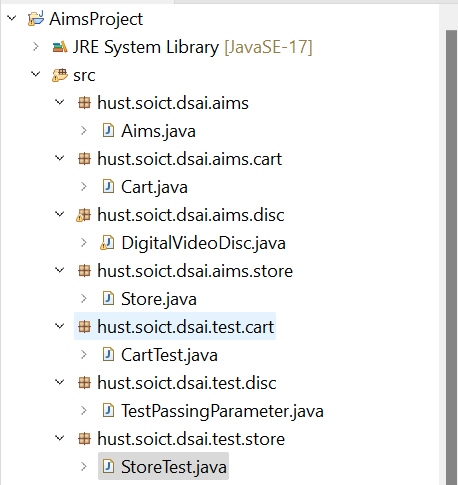 AimsProject
JRE System Library [JavaSE-17]
src
hust.soict.dsai.aims
Aims.java
hust.soict.dsai.aims.cart
Cart.java
hust.soict.dsai.aims.disc
DigitalVideoDisc.java
hust.soict.dsai.aims.store
Store.java
hust.soict.dsai.test.cart
CartTest.java
hust.soict.dsai.test.disc
TestPassingParameter.java
hust.soict.dsai.test.store
StoreTest.java